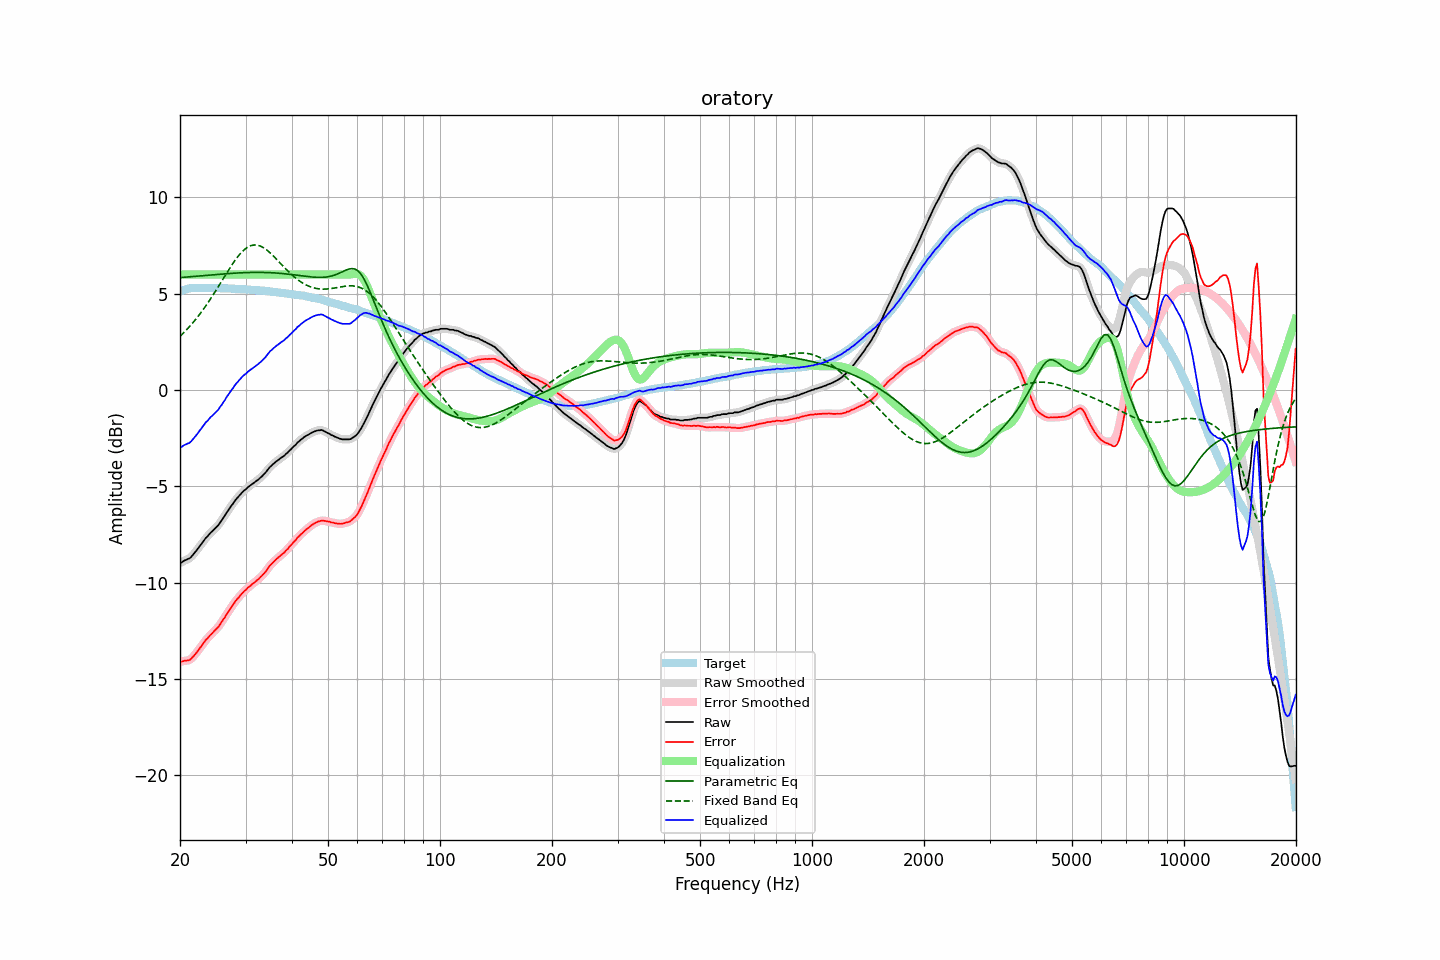 oratory
Amplitude (dBr)
10
5
0
−5
−10
−15
−20
Target
Raw Smoothed
Error Smoothed
Raw
Error
Equalization
Parametric Eq
Fixed Band Eq
Equalized
20 50 100 200 500 1000 2000 5000 10000 20000
Frequency (Hz)